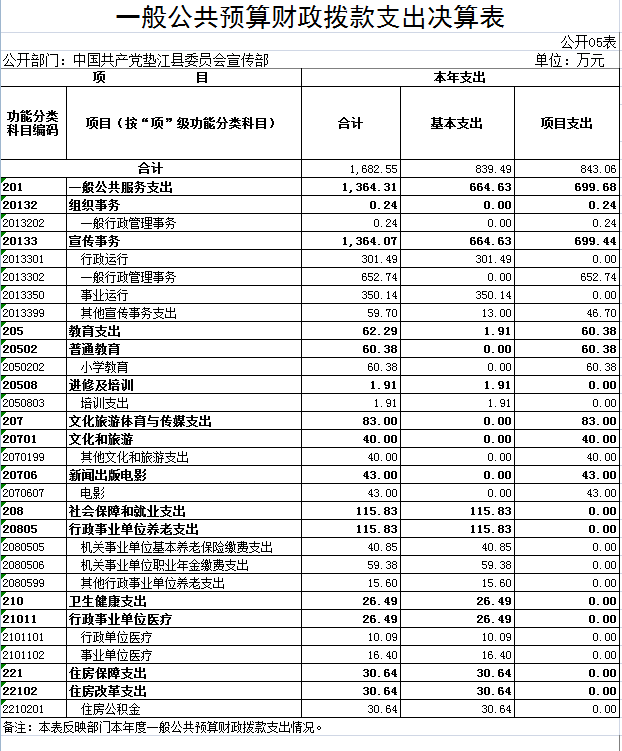 一般公共预算财政拨款支出决算表
公开05表
公开部门：中国共产党垫江县委员会宣传部 单位：万元
项 目 本年支出
功能分类科目编码 项目（按“项”级功能分类科目） 合计 基本支出 项目支出
合计 1,682.55 839.49 843.06
201 一般公共服务支出 1,364.31 664.63 699.68
20132 组织事务 0.24 0.00 0.24
2013202 一般行政管理事务 0.24 0.00 0.24
20133 宣传事务 1,364.07 664.63 699.44
2013301 行政运行 301.49 301.49 0.00
2013302 一般行政管理事务 652.74 0.00 652.74
2013350 事业运行 350.14 350.14 0.00
2013399 其他宣传事务支出 59.70 13.00 46.70
205 教育支出 62.29 1.91 60.38
20502 普通教育 60.38 0.00 60.38
2050202 小学教育 60.38 0.00 60.38
20508 进修及培训 1.91 1.91 0.00
2050803 培训支出 1.91 1.91 0.00
207 文化旅游体育与传媒支出 83.00 0.00 83.00
20701 文化和旅游 40.00 0.00 40.00
2070199 其他文化和旅游支出 40.00 0.00 40.00
20706 新闻出版电影 43.00 0.00 43.00
2070607 电影 43.00 0.00 43.00
208 社会保障和就业支出 115.83 115.83 0.00
20805 行政事业单位养老支出 115.83 115.83 0.00
2080505 机关事业单位基本养老保险缴费支出 40.85 40.85 0.00
2080506 机关事业单位职业年金缴费支出 59.38 59.38 0.00
2080599 其他行政事业单位养老支出 15.60 15.60 0.00
210 卫生健康支出 26.49 26.49 0.00
21011 行政事业单位医疗 26.49 26.49 0.00
2101101 行政单位医疗 10.09 10.09 0.00
2101102 事业单位医疗 16.40 16.40 0.00
221 住房保障支出 30.64 30.64 0.00
22102 住房改革支出 30.64 30.64 0.00
2210201 住房公积金 30.64 30.64 0.00
备注：本表反映部门本年度一般公共预算财政拨款支出情况。